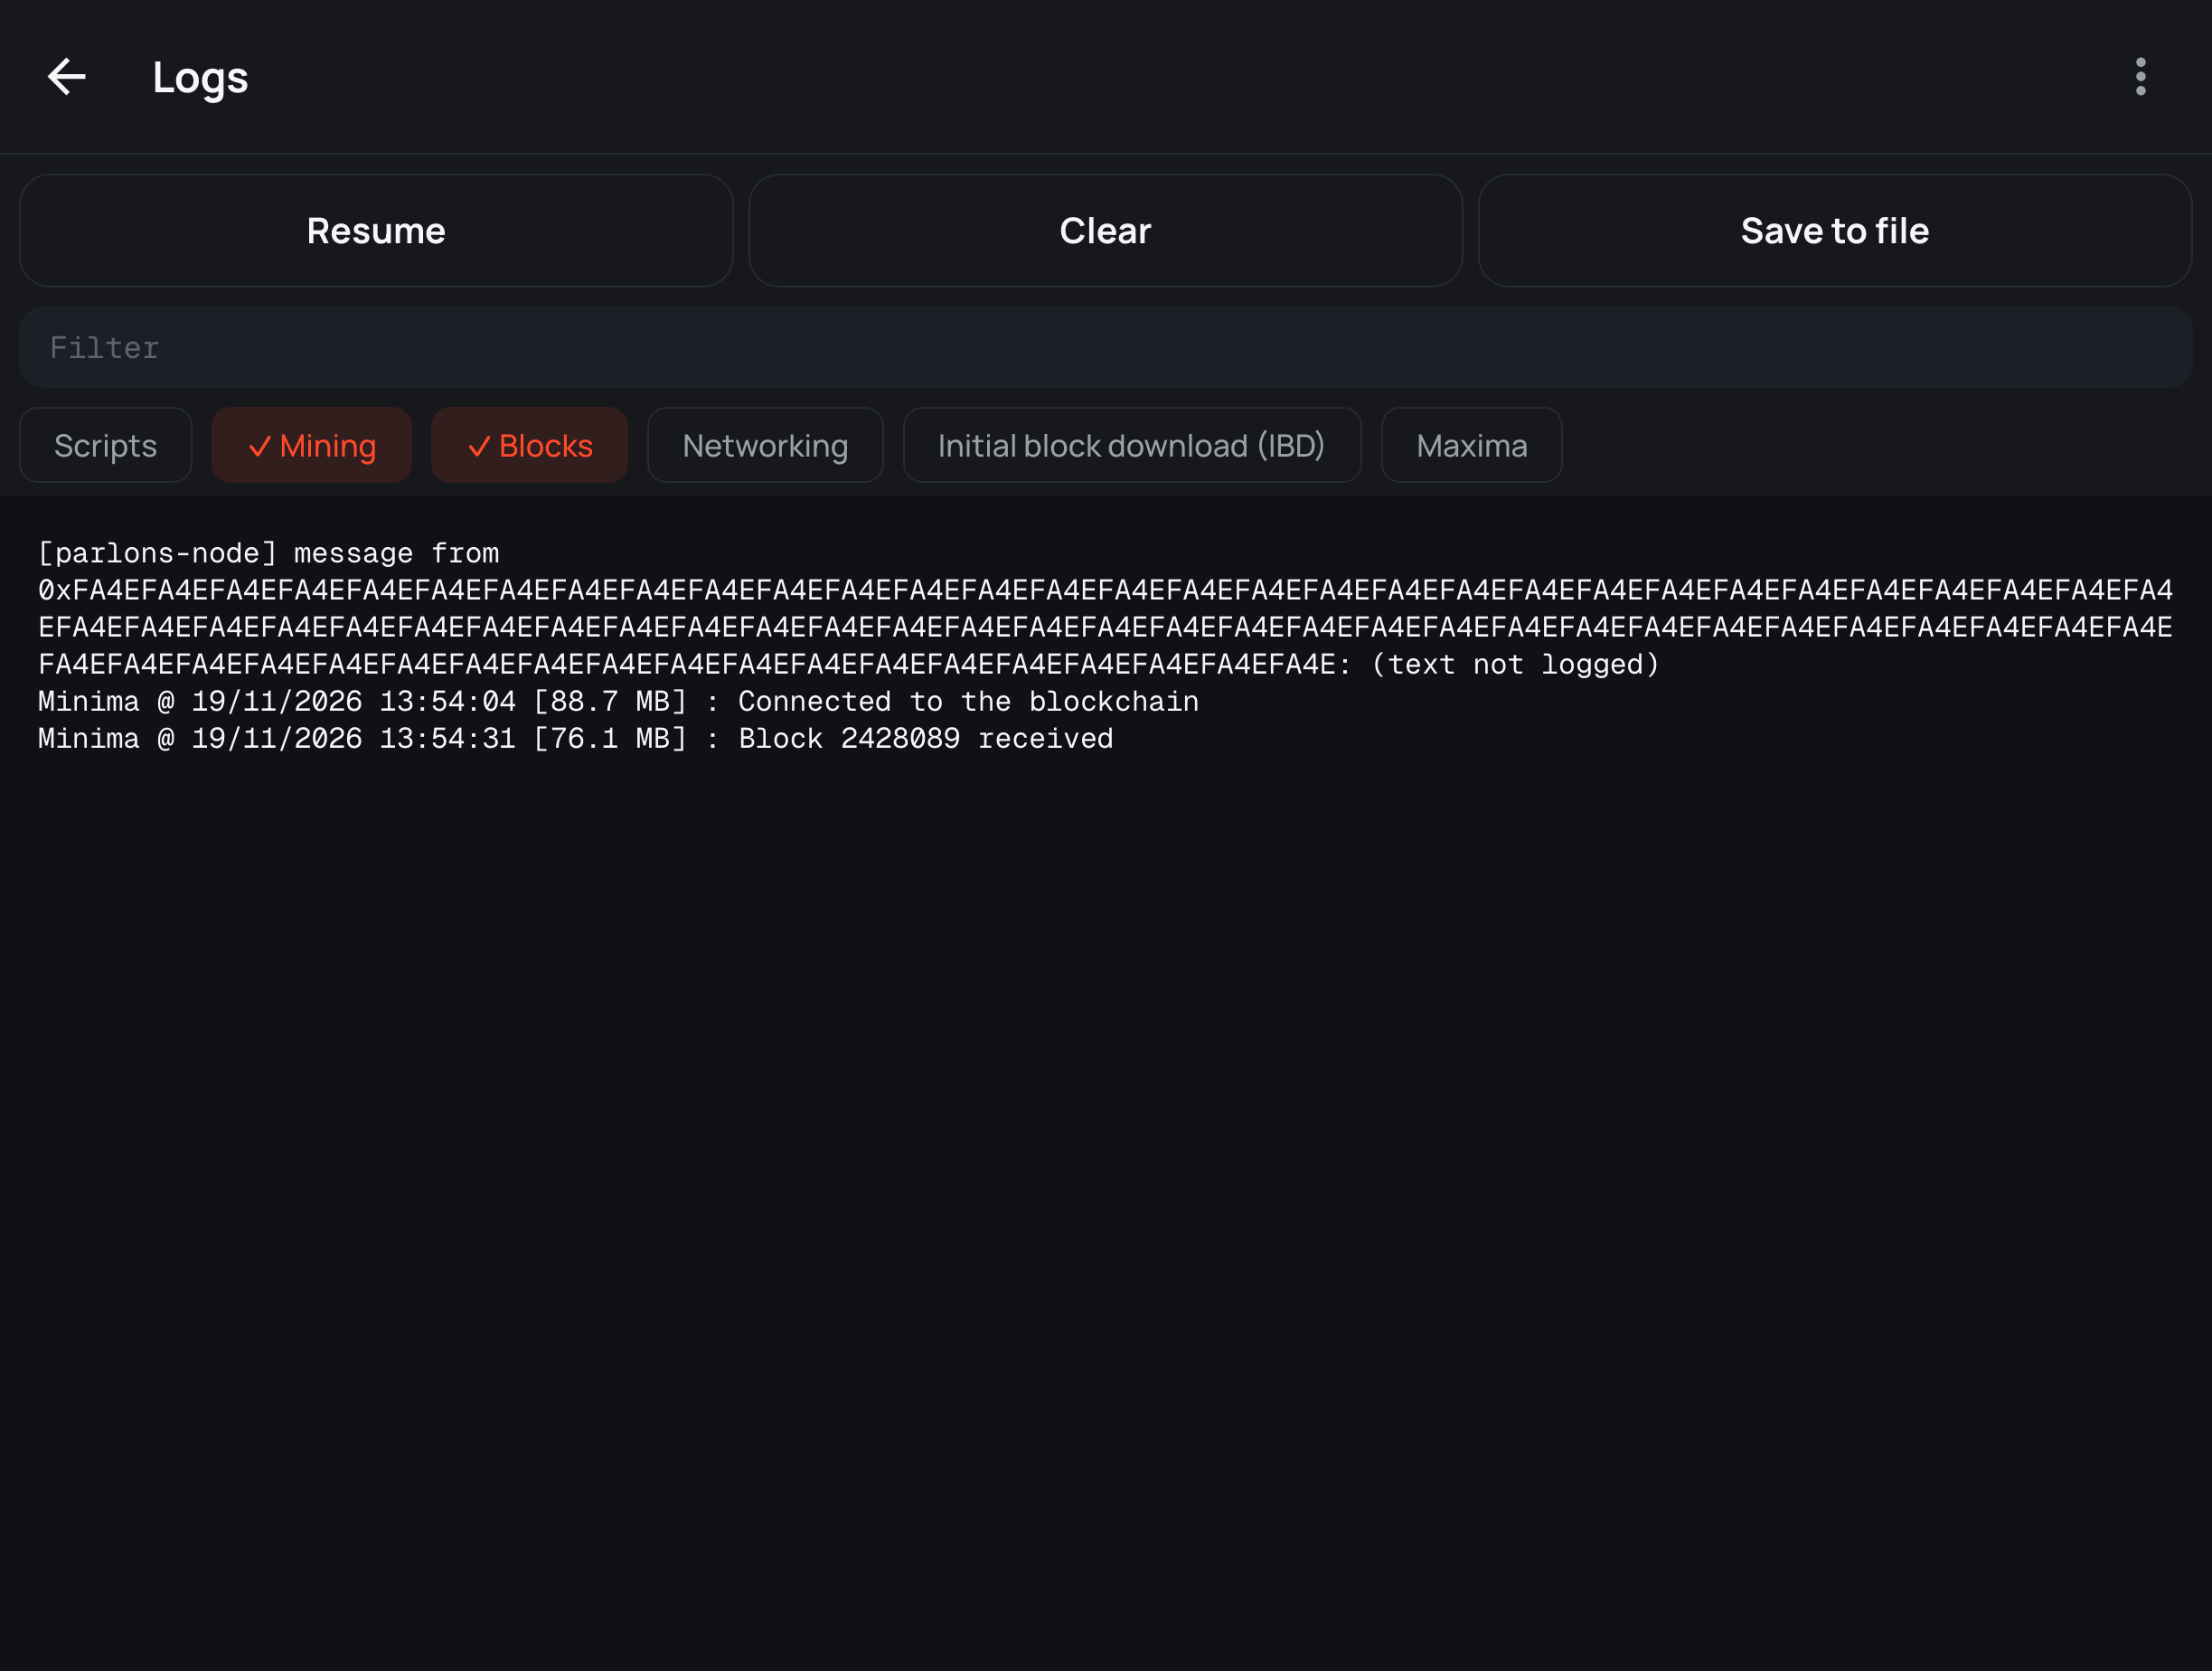 Logs
Resume
Clear
Save to file
Filter
Scripts
Mining
Blocks
Networking
Initial block download (IBD)
Maxima
[parlons-node] message from
0xFA4EFA4EFA4EFA4EFA4EFA4EFA4EFA4EFA4EFA4EFA4EFA4EFA4EFA4EFA4EFA4EFA4EFA4EFA4EFA4EFA4EFA4EFA4EFA4EFA4EFA4EFA4EFA4EFA4EFA4EFA4
EFA4EFA4EFA4EFA4EFA4EFA4EFA4EFA4EFA4EFA4EFA4EFA4EFA4EFA4EFA4EFA4EFA4EFA4EFA4EFA4EFA4EFA4EFA4EFA4EFA4EFA4EFA4EFA4EFA4EFA4EFA4E
FA4EFA4EFA4EFA4EFA4EFA4EFA4EFA4EFA4EFA4EFA4EFA4EFA4EFA4EFA4EFA4EFA4EFA4EFA4E: (text not logged)
Minima @ 19/11/2026 13:54:04 [88.7 MB] : Connected to the blockchain
Minima @ 19/11/2026 13:54:31 [76.1 MB] : Block 2428089 received